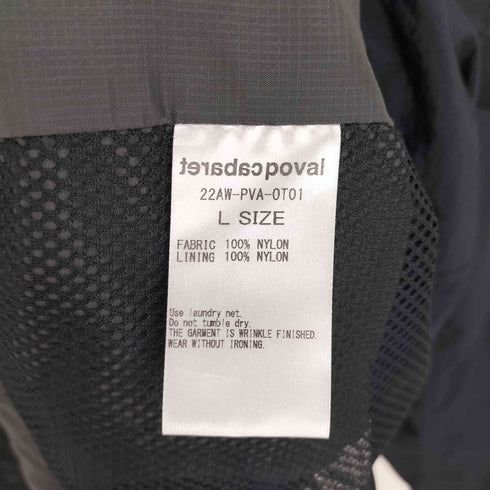 lavoqcabaret
22AW-PVA-OT01
L SIZE
FABRIC 100% NYLON
LINING 100% NYLON
Use laundry net.
Do not tumble dry.
THE GARMENT IS WRINKLE FINISHED.
WEAR WITHOUT IRONING.